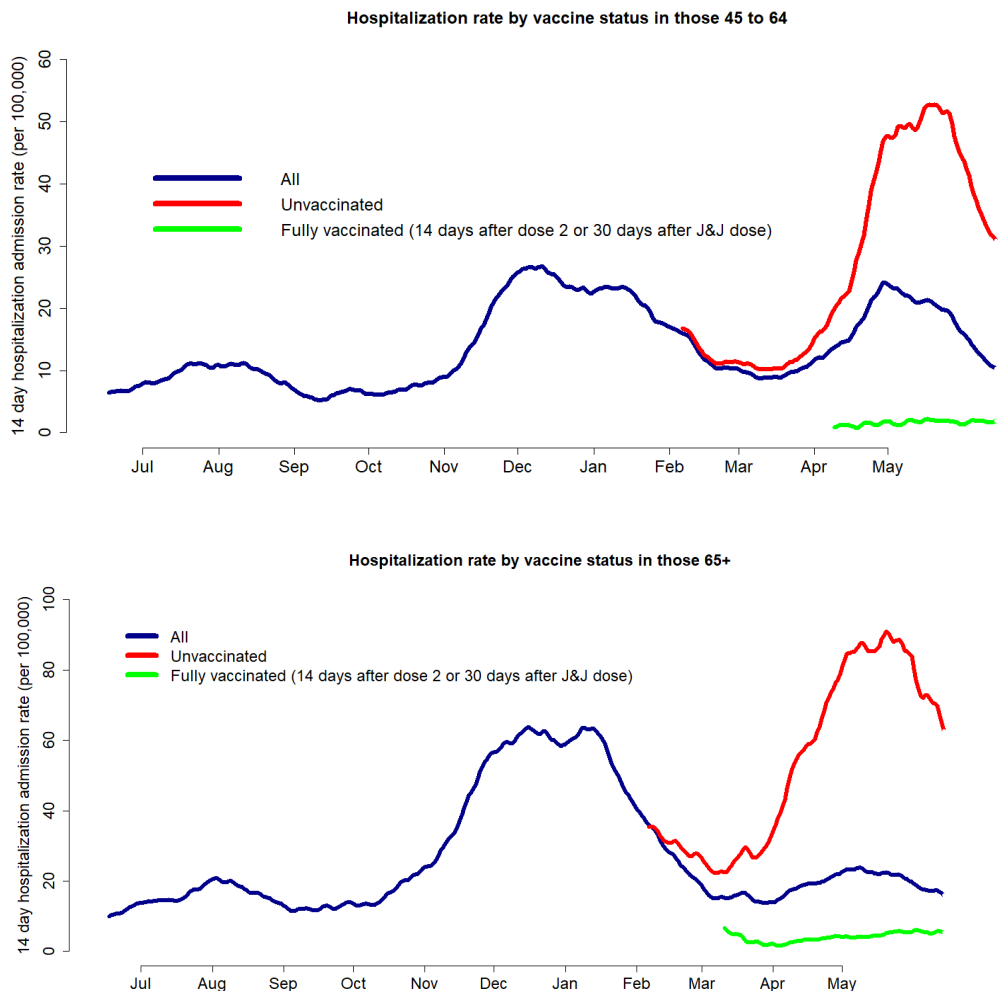 Hospitalization rate by vaccine status in those 45 to 64
14 day hospitalization admission rate (per 100,000)
60
50
40
30
20
10
0
All
Unvaccinated
Fully vaccinated (14 days after dose 2 or 30 days after J&J dose)
Jul Aug Sep Oct Nov Dec Jan Feb Mar Apr May
Hospitalization rate by vaccine status in those 65+
14 day hospitalization admission rate (per 100,000)
100
80
60
40
20
0
All
Unvaccinated
Fully vaccinated (14 days after dose 2 or 30 days after J&J dose)
Jul Aug Sep Oct Nov Dec Jan Feb Mar Apr May